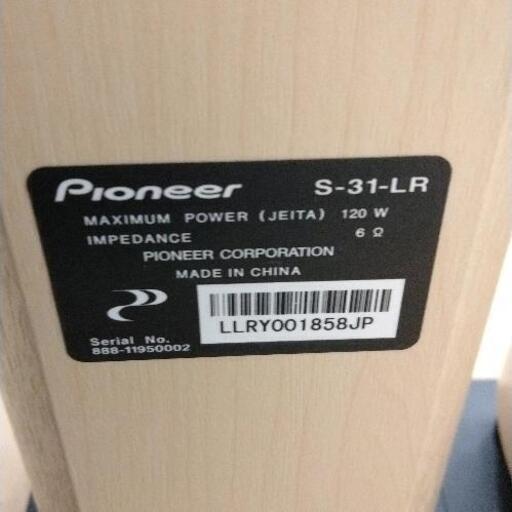 Pioneer S-31-LR
MAXIMUM POWER (JEITA) 120 W
IMPEDANCE 6 Ω
PIONEER CORPORATION
MADE IN CHINA
LLRY001858JP
Serial No.
888-11950002